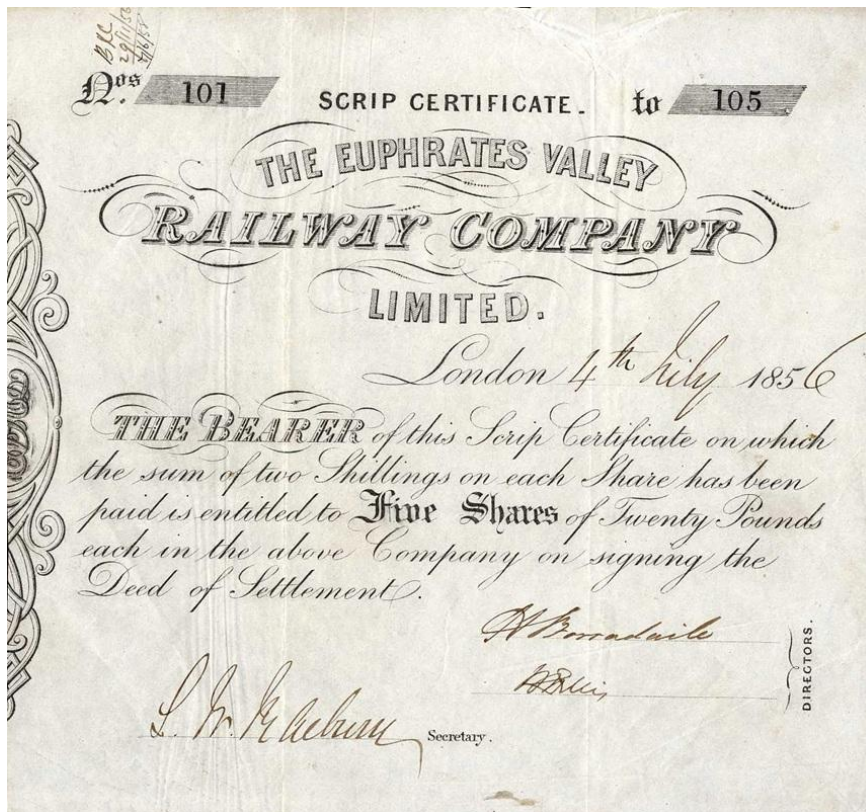 Nos. 101 SCRIP CERTIFICATE. to 105
THE EUPHRATES VALLEY
RAILWAY COMPANY
LIMITED.
London 4th July 1856
THE BEARER of this Scrip Certificate on which
the sum of two Shillings on each Share has been
paid is entitled to Five Shares of Twenty Pounds
each in the above Company on signing the
Deed of Settlement.
H Borradaile
DIRECTORS.
Secretary.